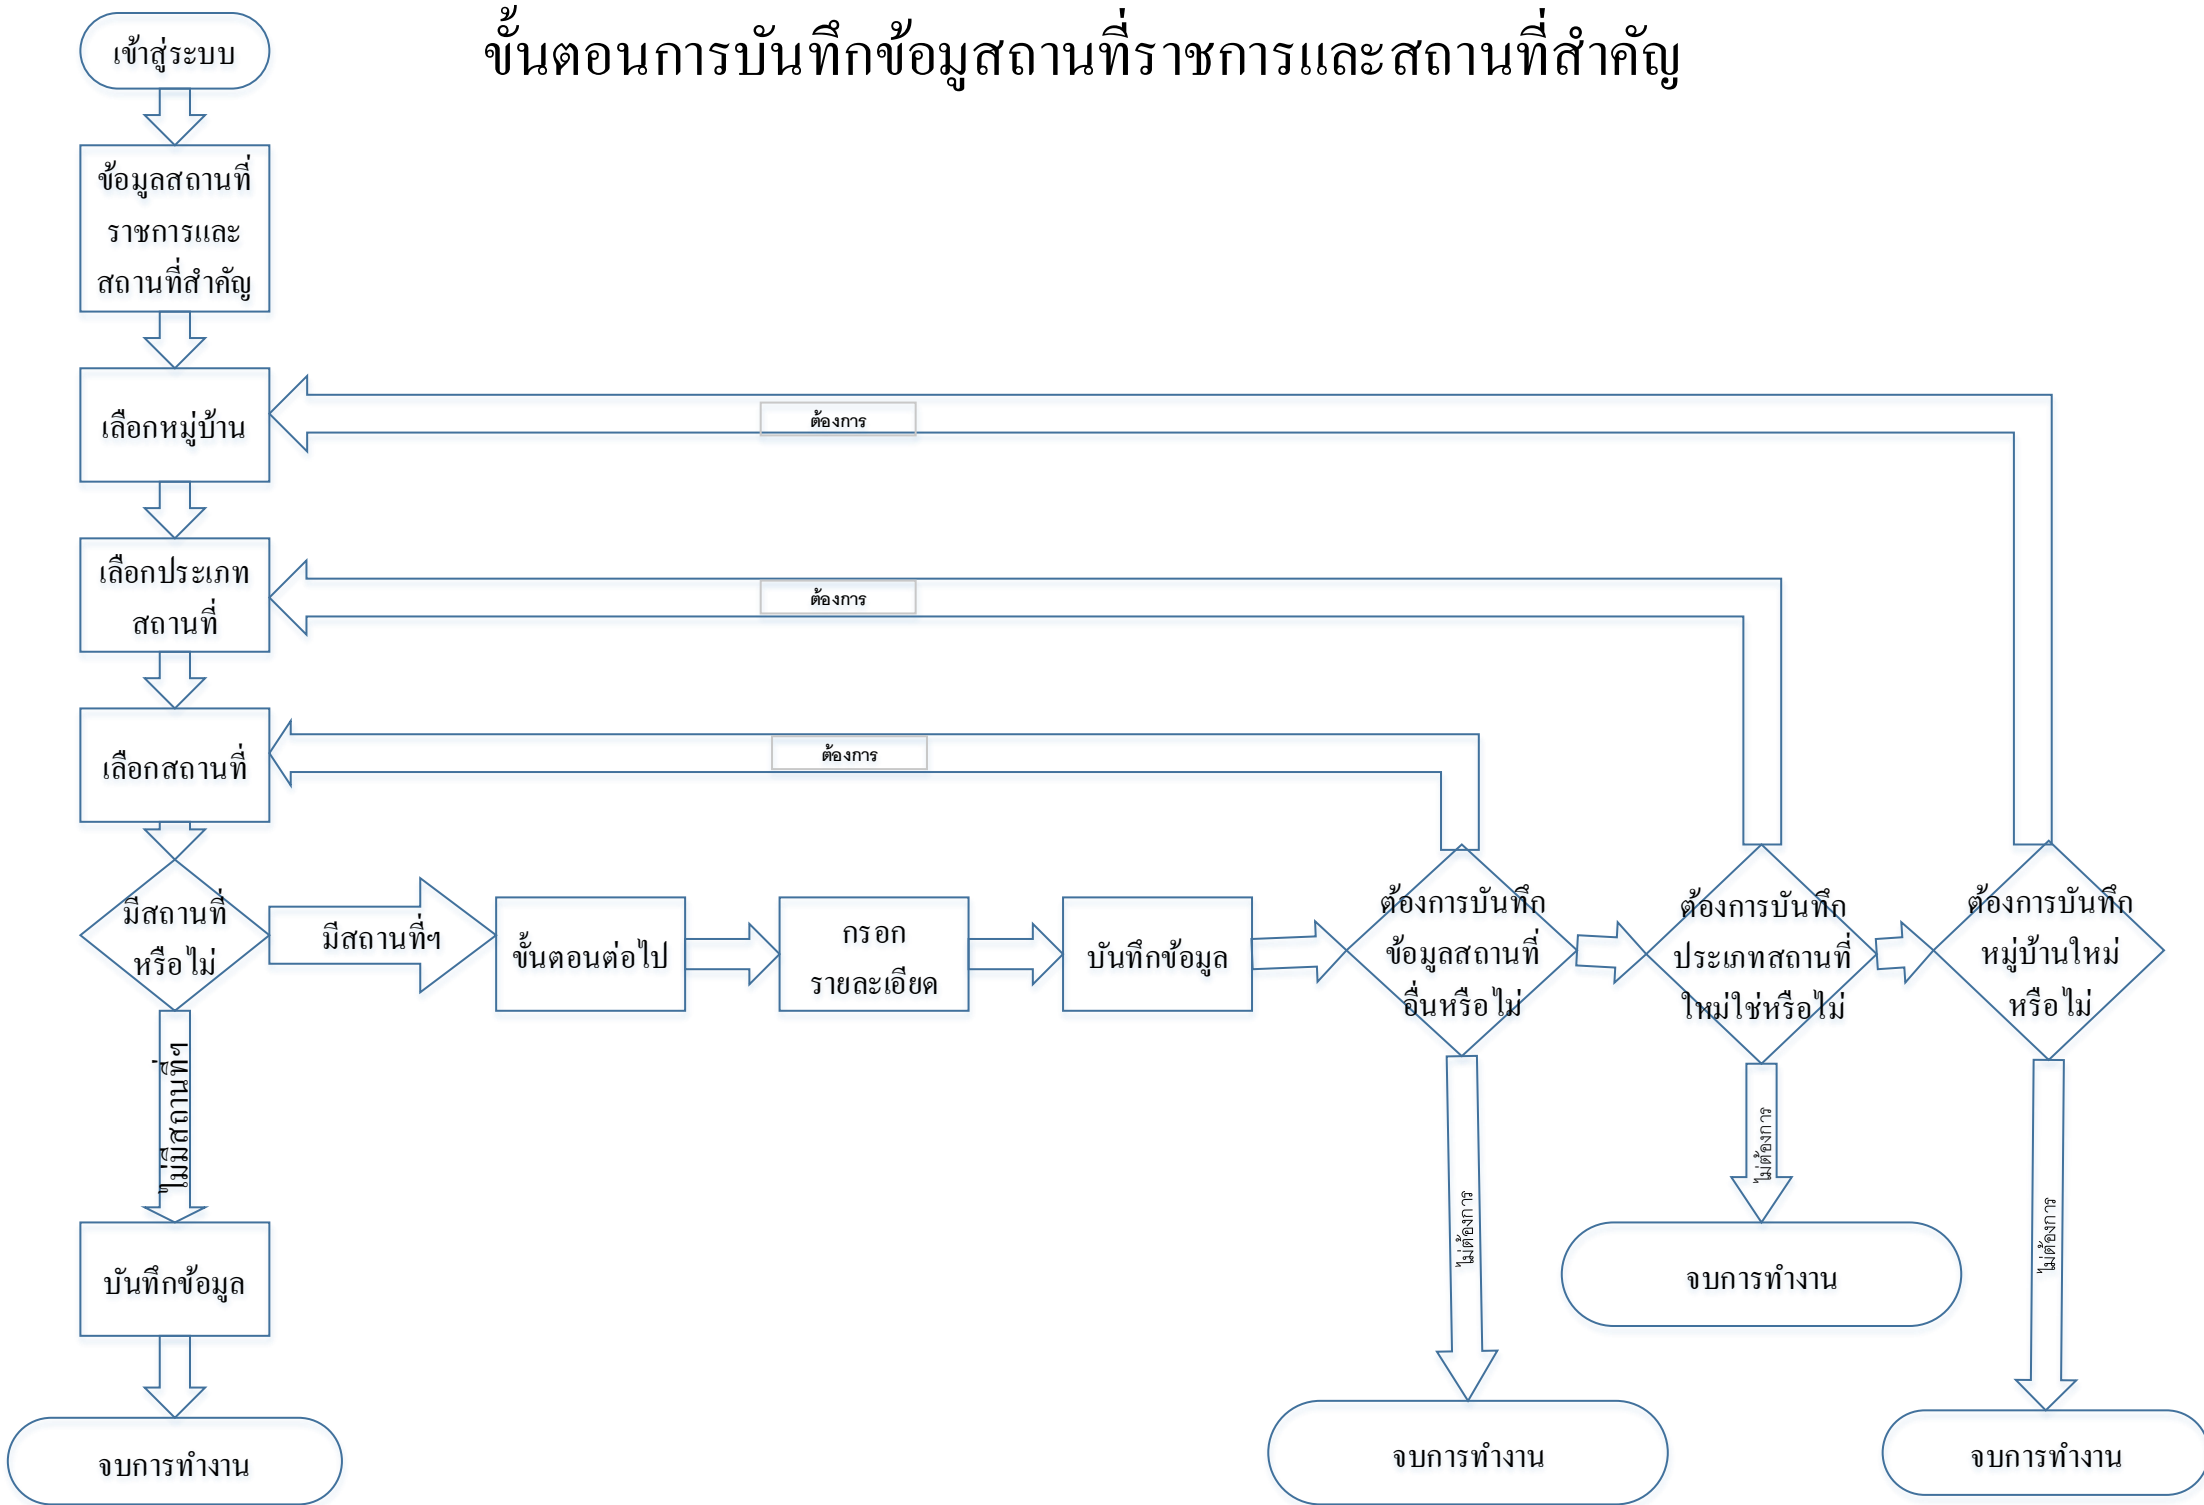 ขั้นตอนการบันทึกข้อมูสถานที่ราชการและสถานที่สำคัญ
เข้าสู่ระบบ
ข้อมูลสถานที่
ราชการและ
สถานที่สำคัญ
เลือกหมู่บ้าน
ต้องการ
เลือกประเภท
สถานที่
ต้องการ
เลือกสถานที่
ต้องการ
มีสถานที่
หรือไม่
มีสถานที่ฯ
ขั้นตอนต่อไป
กรอก
รายละเอียด
บันทึกข้อมูล
ต้องการบันทึก
ข้อมูลสถานที่
อื่นหรือไม่
ต้องการบันทึก
ประเภทสถานที่
ใหม่ใช่หรือไม่
ต้องการบันทึก
หมู่บ้านใหม่
หรือไม่
ไม่มีสถานที่ฯ
ไม่ต้องการ
ไม่ต้องการ
ไม่ต้องการ
บันทึกข้อมูล
จบการทำงาน
จบการทำงาน
จบการทำงาน
จบการทำงาน